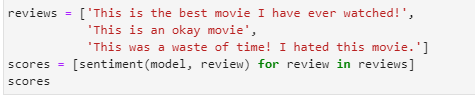 reviews = ['This is the best movie I have ever watched!',
'This is an okay movie',
'This was a waste of time! I hated this movie.']
scores = [sentiment(model, review) for review in reviews]
scores